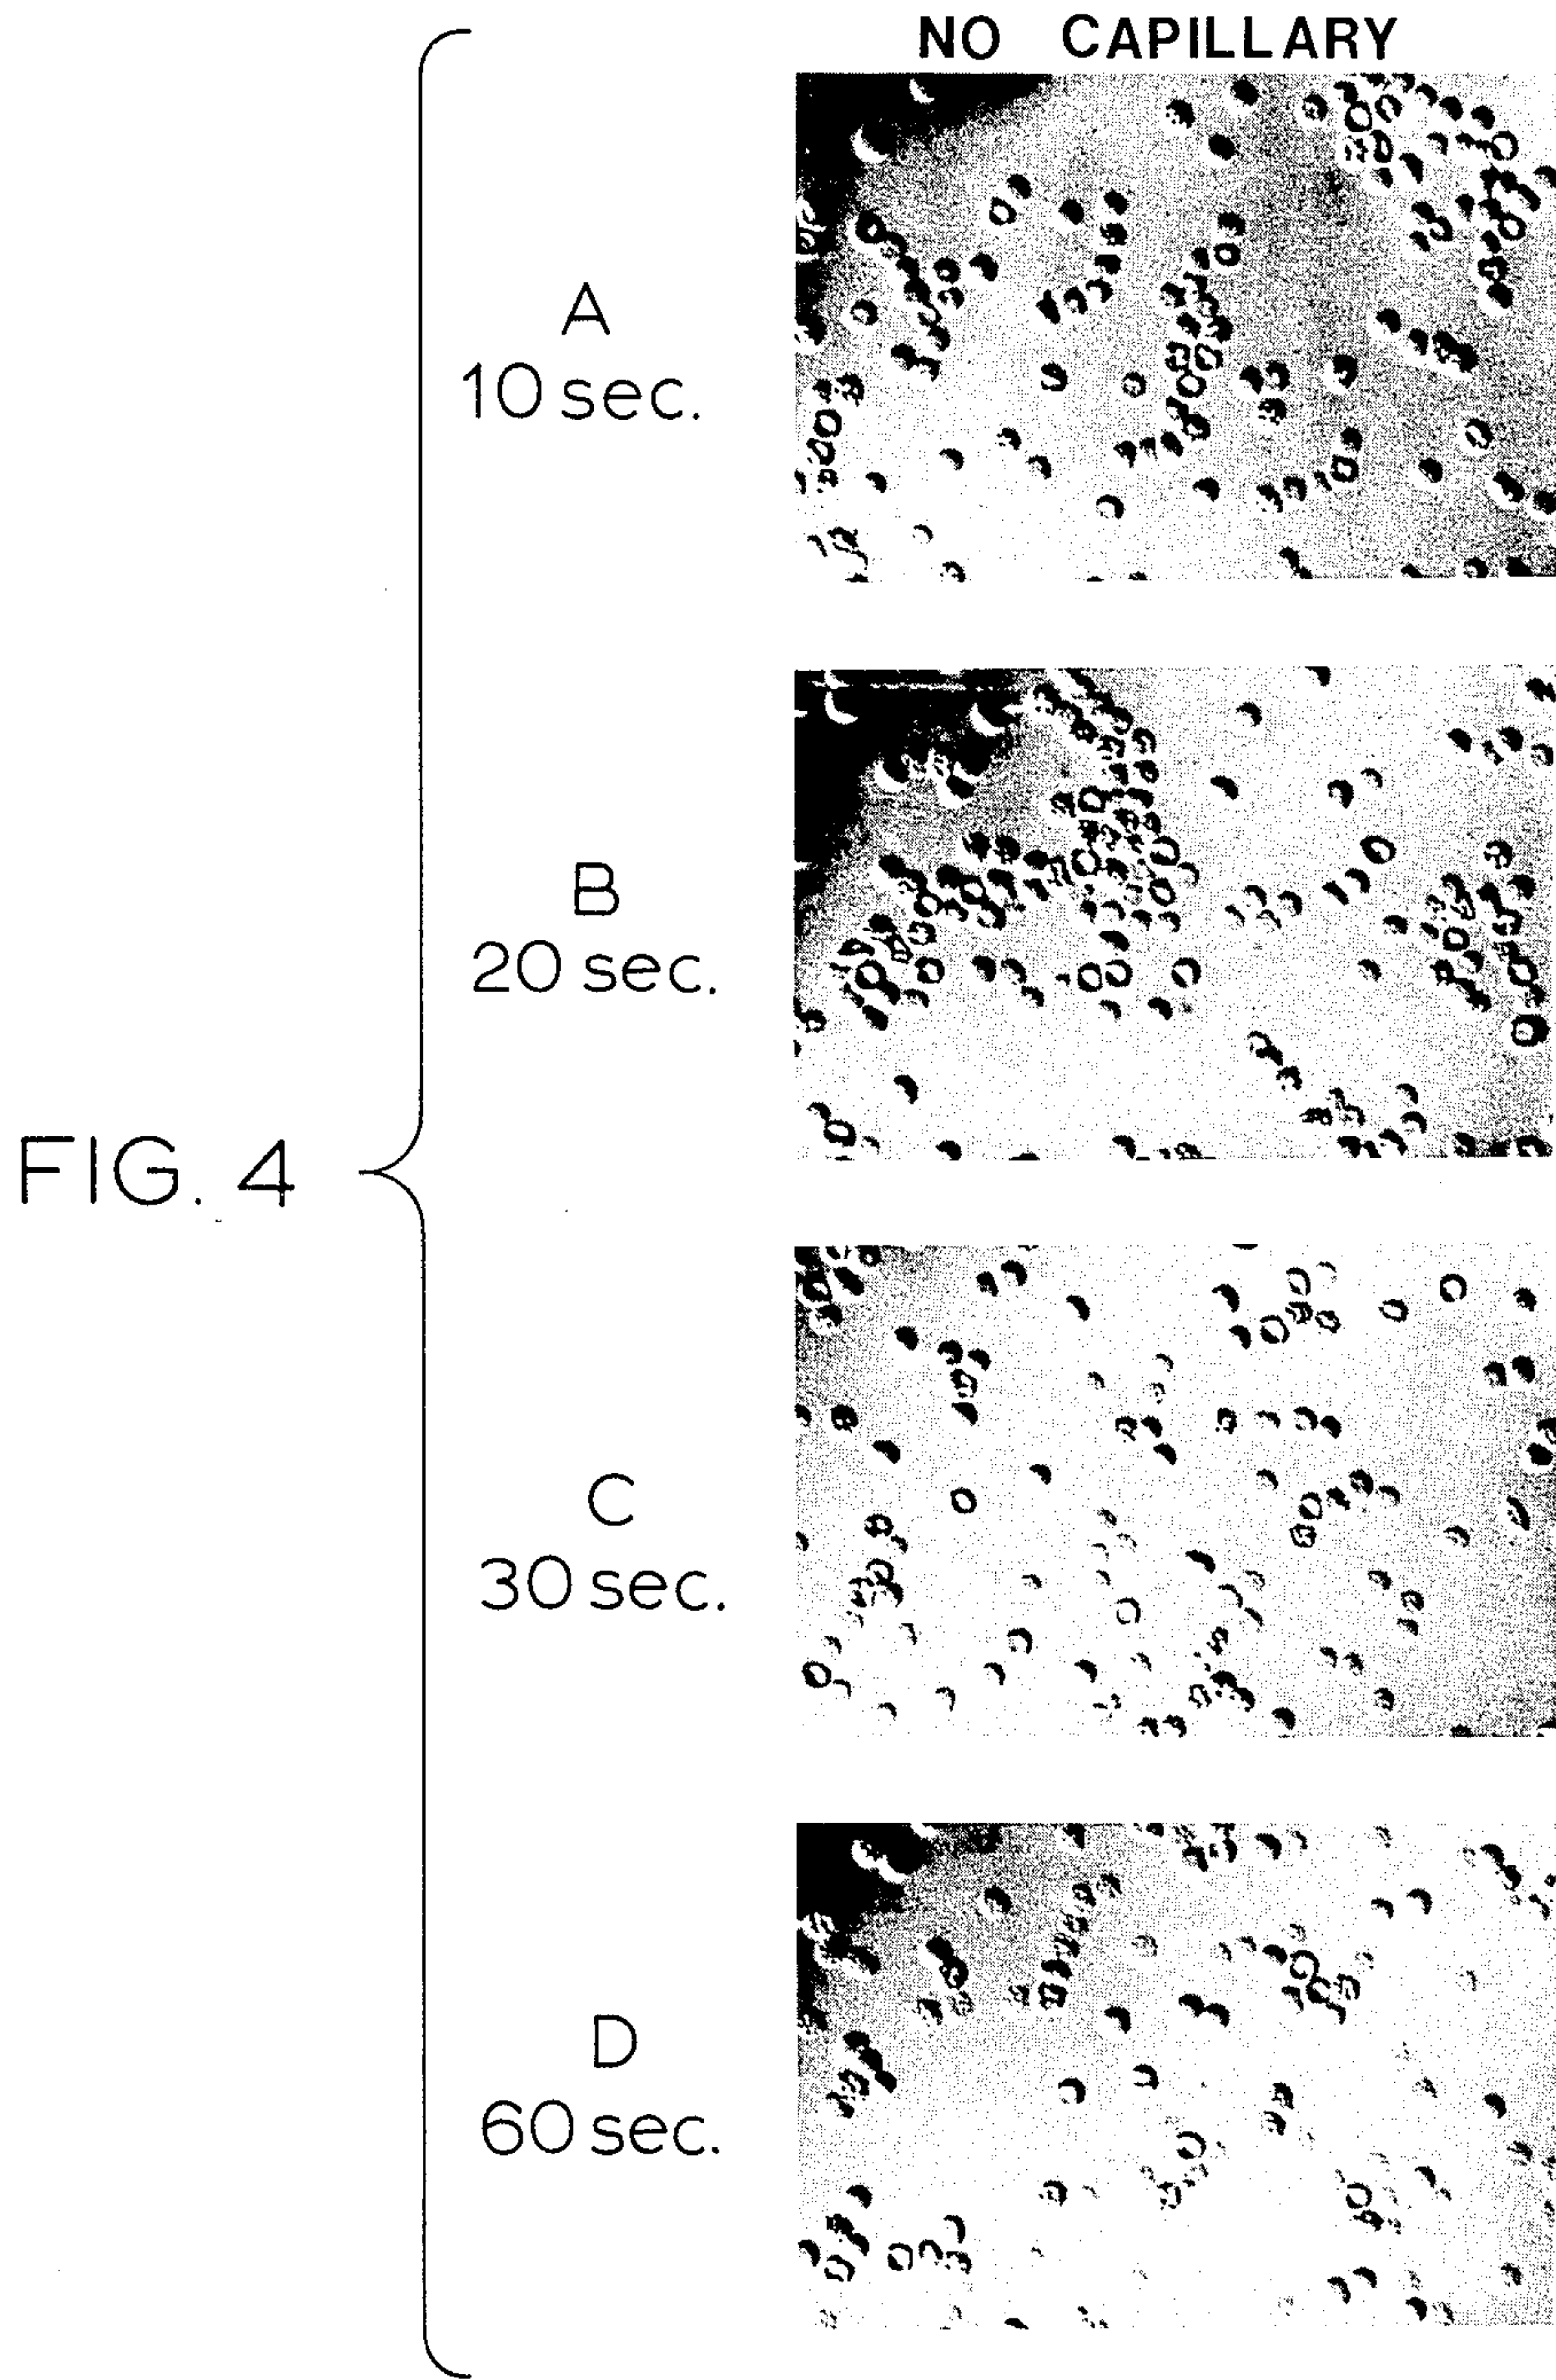 NO CAPILLARY
A
10 sec.
B
20 sec.
FIG. 4
C
30 sec.
D
60 sec.